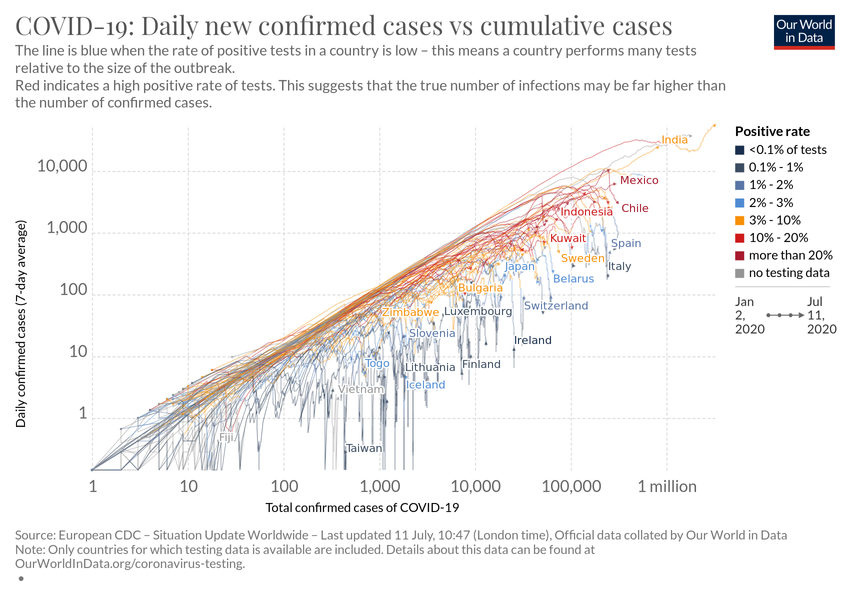 COVID-19: Daily new confirmed cases vs cumulative cases
Our World
in Data
The line is blue when the rate of positive tests in a country is low – this means a country performs many tests
relative to the size of the outbreak.
Red indicates a high positive rate of tests. This suggests that the true number of infections may be far higher than
the number of confirmed cases.
Daily confirmed cases (7-day average)
10,000
1,000
100
10
1
India
Mexico
Indonesia
Chile
Kuwait
Spain
Sweden
Italy
Japan
Belarus
Bulgaria
Switzerland
Zimbabwe
Luxembourg
Slovenia
Ireland
Togo
Lithuania
Finland
Vietnam
Iceland
Fiji
Taiwan
1
10
100
1,000
10,000
100,000
1 million
Total confirmed cases of COVID-19
Positive rate
<0.1% of tests
0.1% - 1%
1% - 2%
2% - 3%
3% - 10%
10% - 20%
more than 20%
no testing data
Jan
2,
2020
Jul
11,
2020
Source: European CDC – Situation Update Worldwide – Last updated 11 July, 10:47 (London time), Official data collated by Our World in Data
Note: Only countries for which testing data is available are included. Details about this data can be found at
OurWorldInData.org/coronavirus-testing.